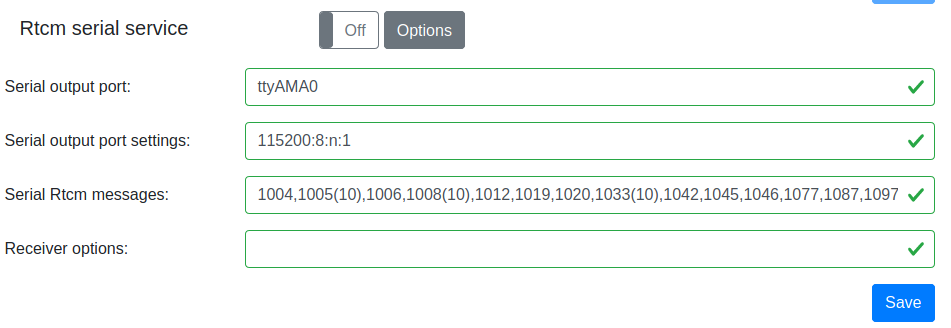 Rtcm serial service Off Options
Serial output port: ttyAMA0
Serial output port settings: 115200:8:n:1
Serial Rtcm messages: 1004,1005(10),1006,1008(10),1012,1019,1020,1033(10),1042,1045,1046,1077,1087,1097
Receiver options:
Save